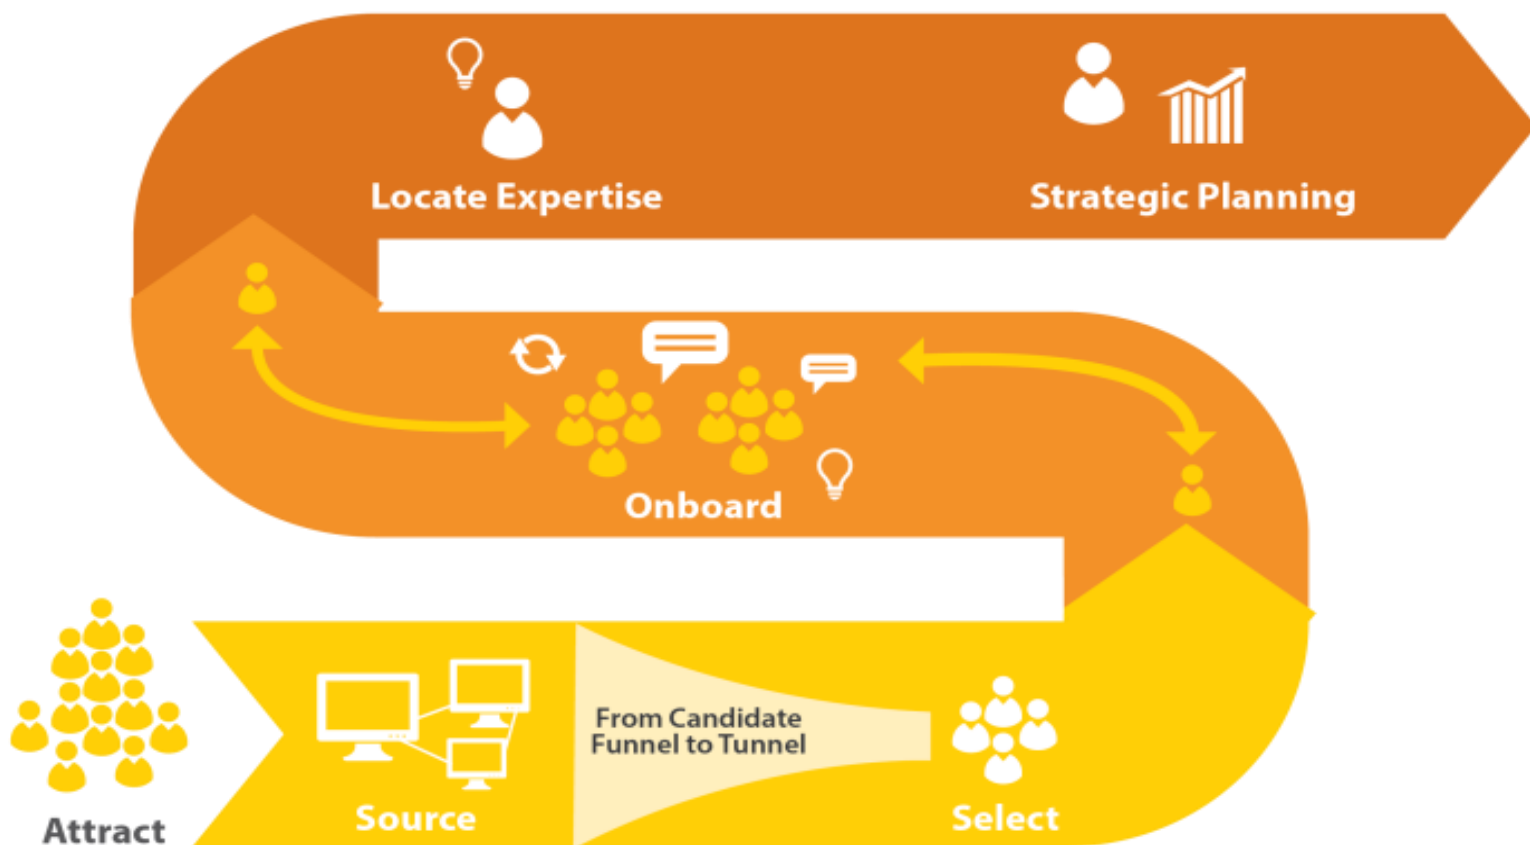 Locate Expertise
Strategic Planning
Onboard
From Candidate
Funnel to Tunnel
Attract
Source
Select